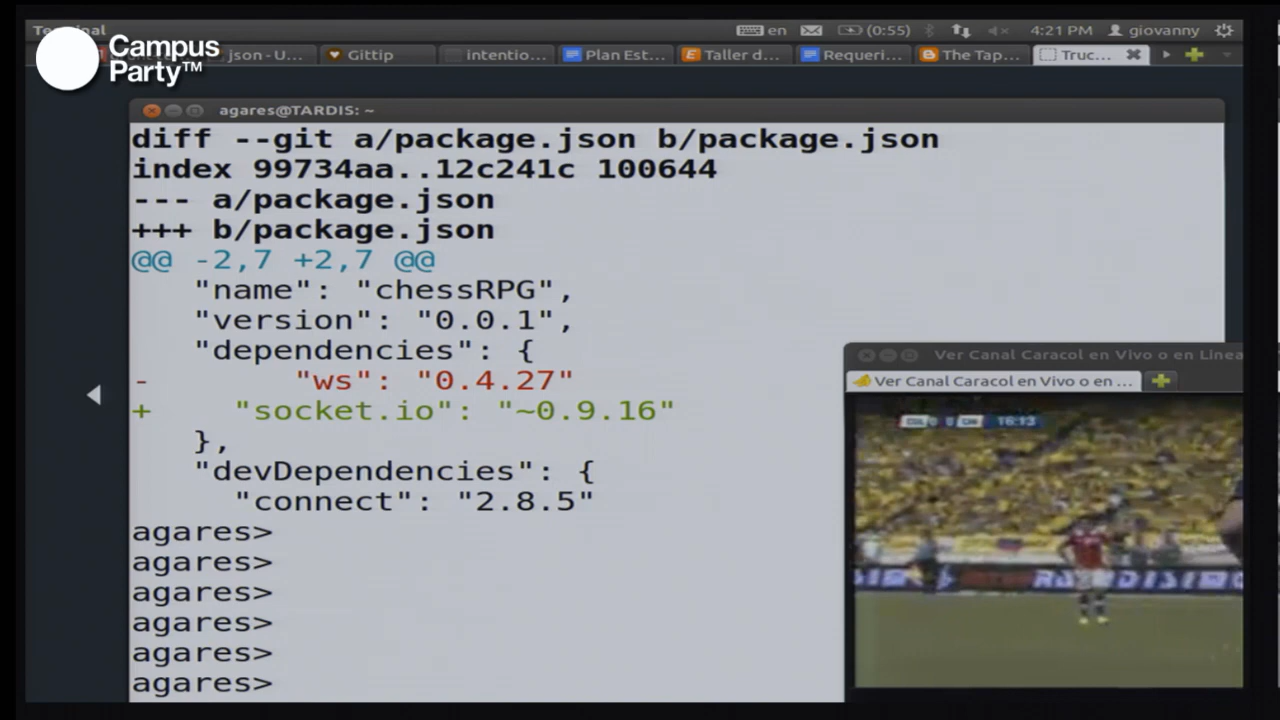 Campus
Party™
en
(0:55)
4:21 PM
giovanny
json - U...
Gittip
intentio...
Plan Est...
Taller d...
Requeri...
The Tap...
Truc...
agares@TARDIS: ~
diff --git a/package.json b/package.json
index 99734aa..12c241c 100644
--- a/package.json
+++ b/package.json
@@ -2,7 +2,7 @@
"name": "chessRPG",
"version": "0.0.1",
"dependencies": {
- "ws": "0.4.27"
+ "socket.io": "~0.9.16"
},
"devDependencies": {
"connect": "2.8.5"
agares>
agares>
agares>
agares>
agares>
agares>
Ver Canal Caracol en Vivo o en Linea
Ver Canal Caracol en Vivo o en ...
COL 0 0 CHI 16:13